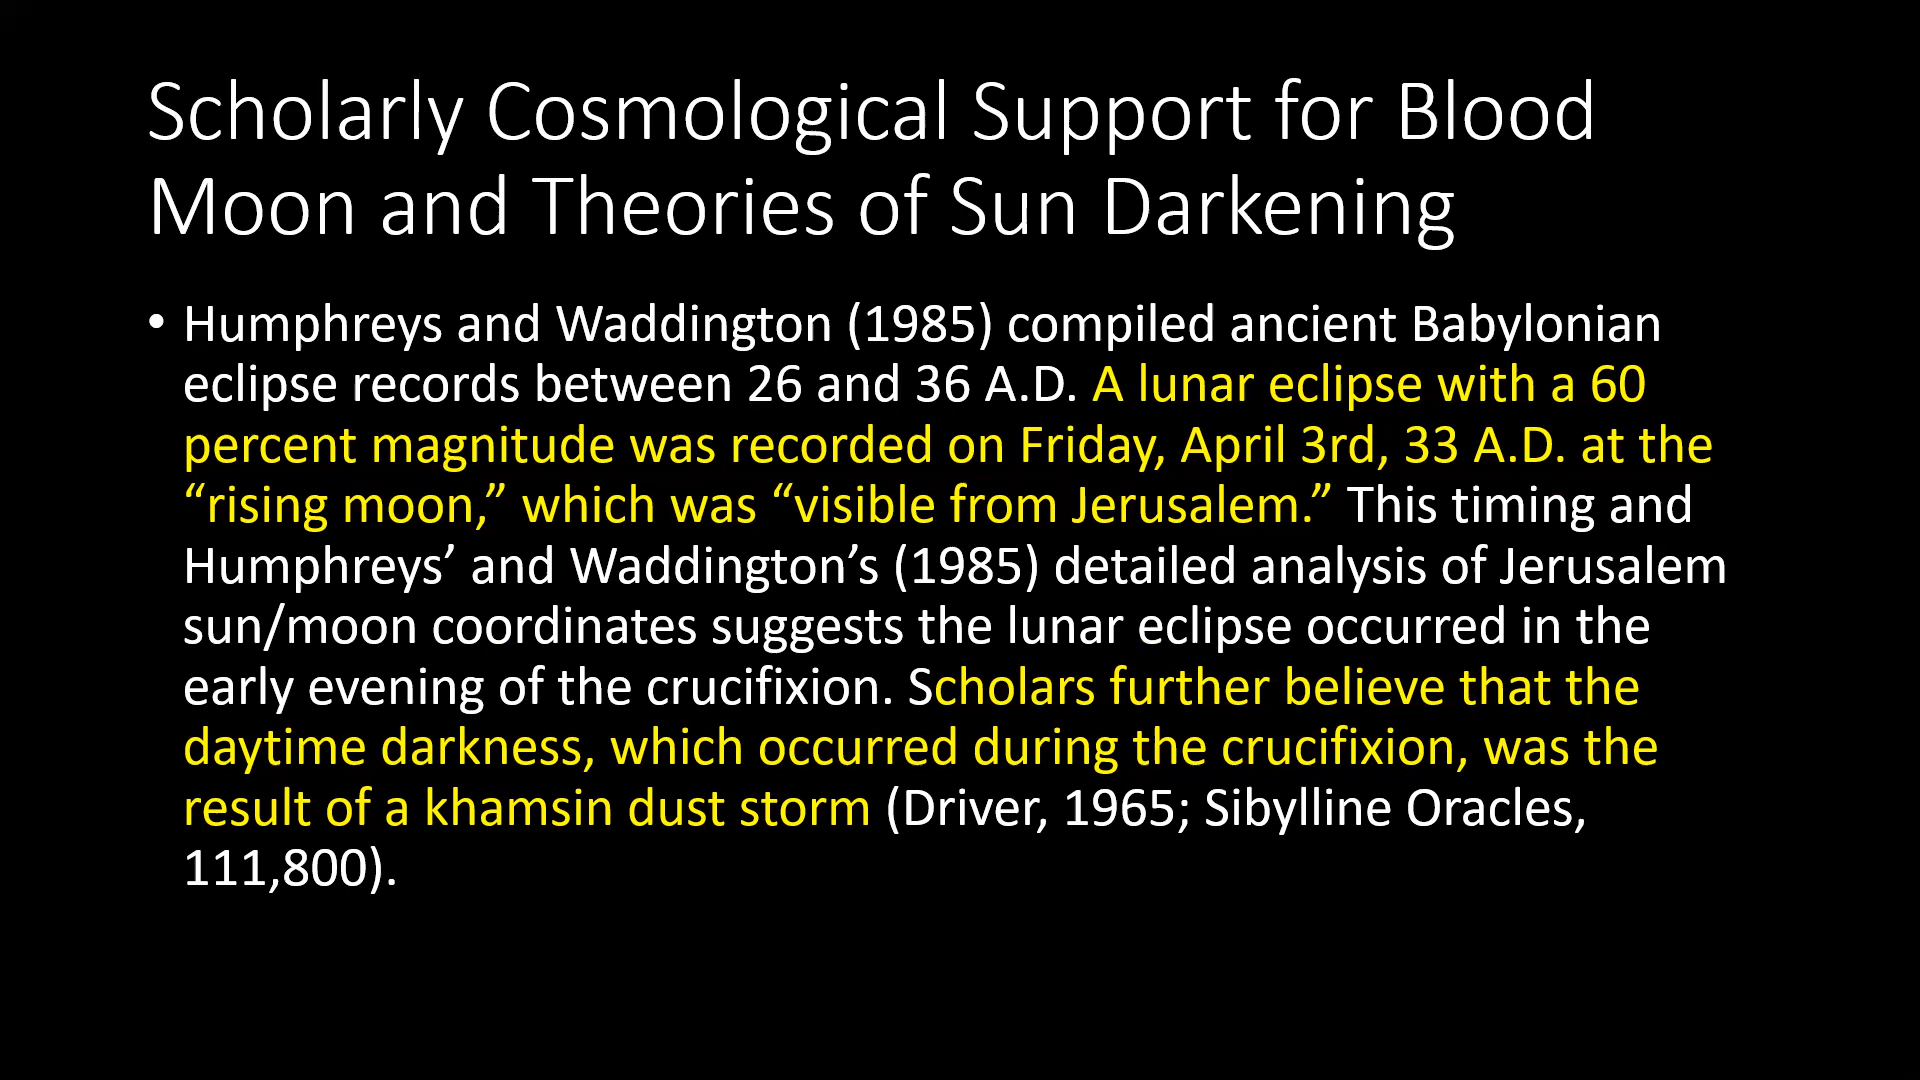 Scholarly Cosmological Support for Blood
Moon and Theories of Sun Darkening
• Humphreys and Waddington (1985) compiled ancient Babylonian
eclipse records between 26 and 36 A.D. A lunar eclipse with a 60
percent magnitude was recorded on Friday, April 3rd, 33 A.D. at the
“rising moon,” which was “visible from Jerusalem.” This timing and
Humphreys’ and Waddington’s (1985) detailed analysis of Jerusalem
sun/moon coordinates suggests the lunar eclipse occurred in the
early evening of the crucifixion. Scholars further believe that the
daytime darkness, which occurred during the crucifixion, was the
result of a khamsin dust storm (Driver, 1965; Sibylline Oracles,
111,800).